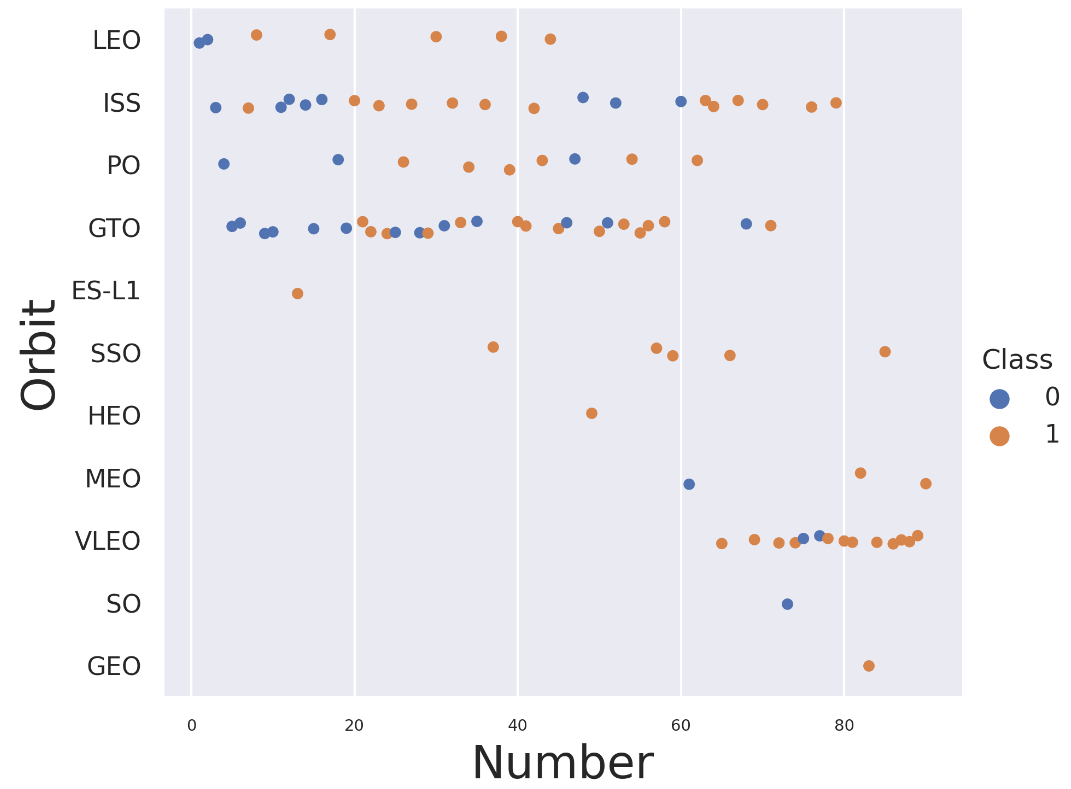 LEO
ISS
PO
GTO
ES-L1
SSO
HEO
MEO
VLEO
SO
GEO
Orbit
0 20 40 60 80
Number
Class
0
1